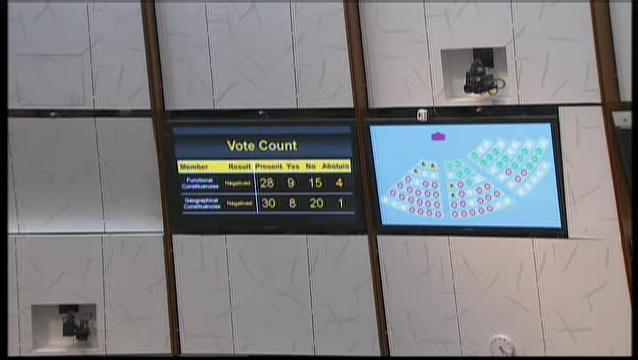 Vote Count
Member Result Present Yes No Abstain
Functional Constituencies Negatived 28 9 15 4
Geographical Constituencies Negatived 30 8 20 1